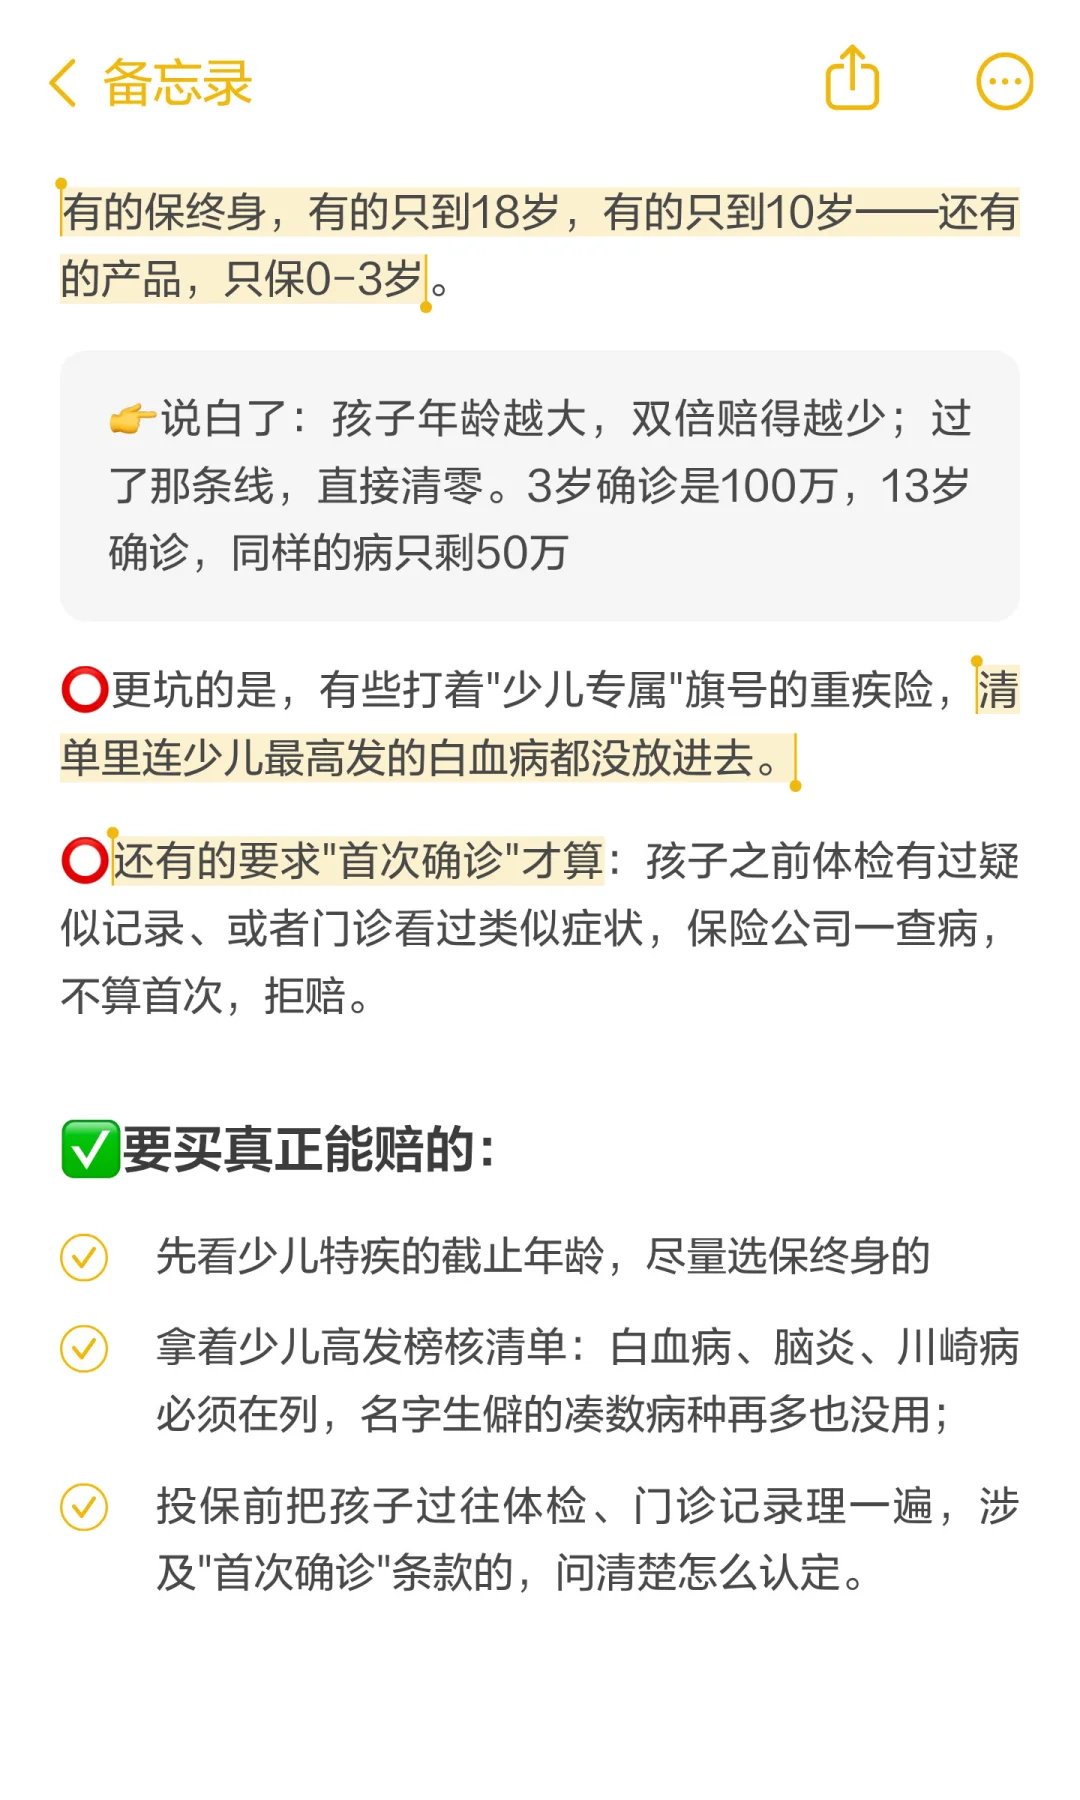 备忘录
有的保终身，有的只到18岁，有的只到10岁——还有
的产品，只保0-3岁。
👉说白了：孩子年龄越大，双倍赔得越少；过
了那条线，直接清零。3岁确诊是100万，13岁
确诊，同样的病只剩50万
⭕更坑的是，有些打着"少儿专属"旗号的重疾险，清
单里连少儿最高发的白血病都没放进去。
⭕还有的要求"首次确诊"才算：孩子之前体检有过疑
似记录、或者门诊看过类似症状，保险公司一查病，
不算首次，拒赔。
✅要买真正能赔的：
先看少儿特疾的截止年龄，尽量选保终身的
拿着少儿高发榜核清单：白血病、脑炎、川崎病
必须在列，名字生僻的凑数病种再多也没用；
投保前把孩子过往体检、门诊记录理一遍，涉
及"首次确诊"条款的，问清楚怎么认定。